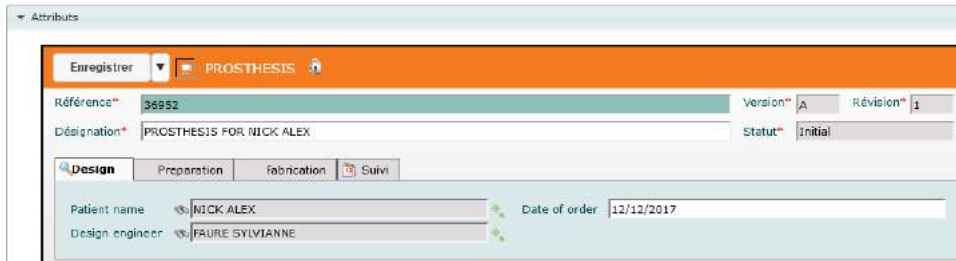 Attributs
Enregistrer PROSTHESIS
Référence* 36952 Version* A Révision* 1
Désignation* PROSTHESIS FOR NICK ALEX Statut* Initial
Design Preparation Fabrication Suivi
Patient name NICK ALEX Date of order 12/12/2017
Design engineer FAURE SYLVIANNE